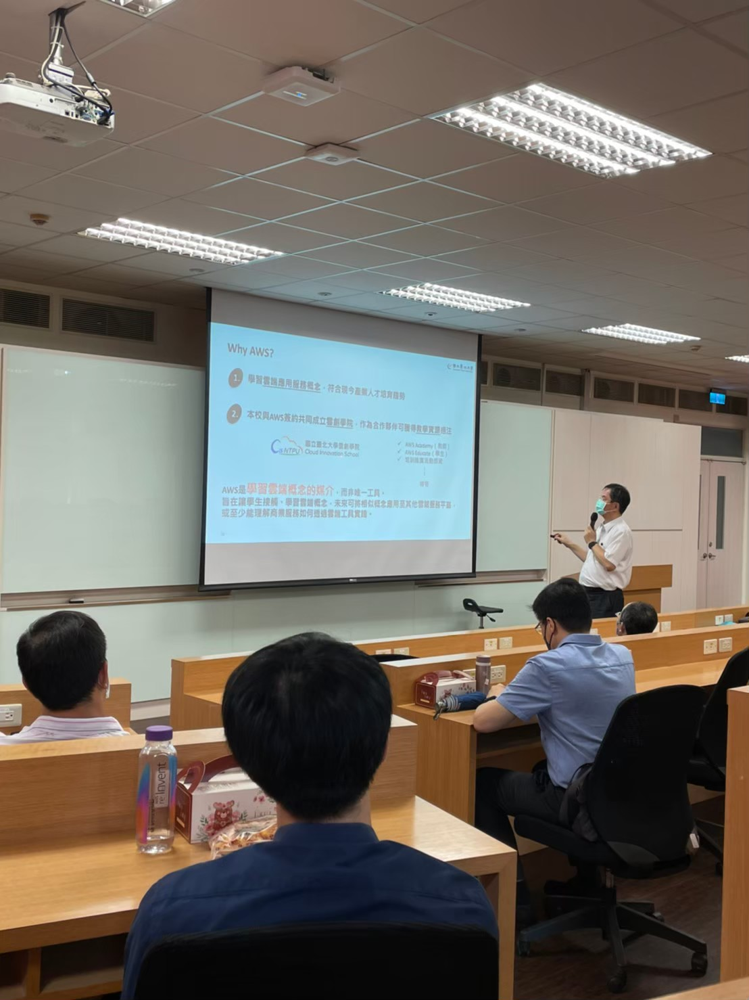 Why AWS?
1. 學習雲端應用服務概念，符合現今產業人才培育趨勢
2. 本校與AWS簽約共同成立雲創學院，作為合作夥伴可獲得教學資源挹注
國立臺北大學雲創學院
Cloud Innovation School
NTPU
✓ AWS Academy
✓ AWS Educate（學生）
AWS是學習雲端概念的媒介，而非唯一工具。
旨在讓學生接觸、學習雲端概念，未來可將相似概念應用至其他雲端服務平臺，
或至少能理解商業服務如何透過雲端工具實踐。
aws
re:Invent